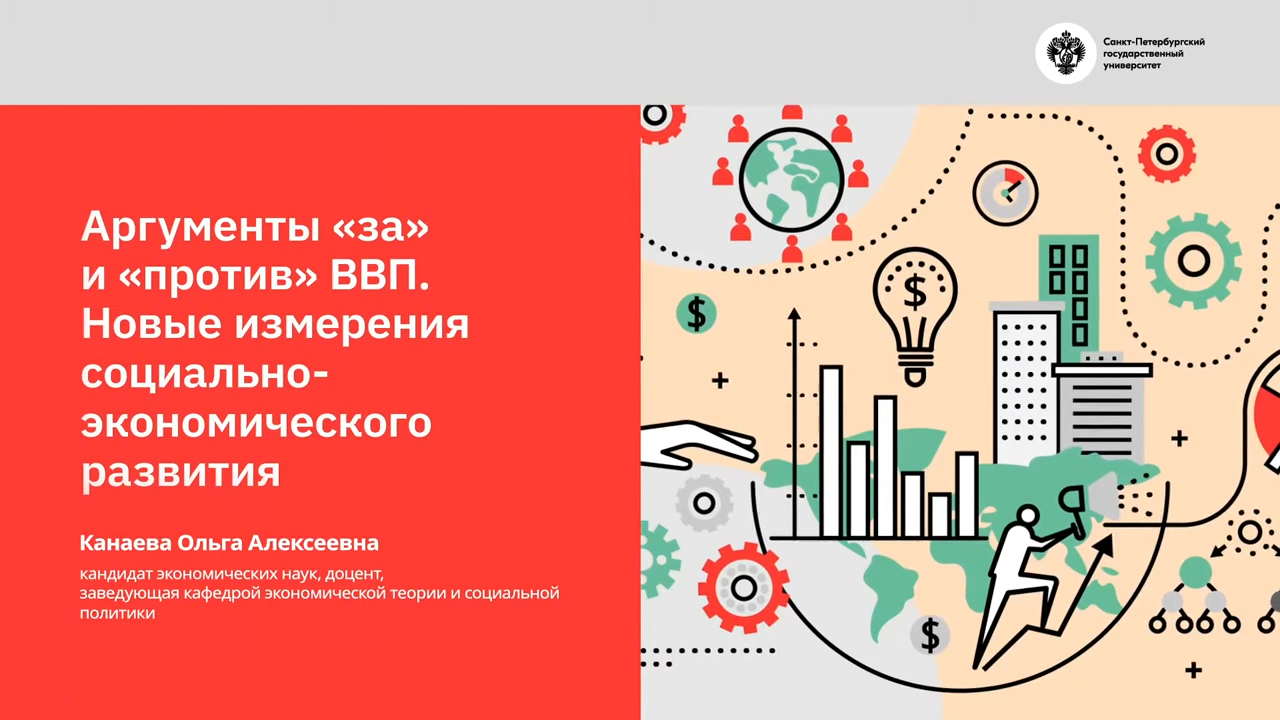 Санкт-Петербургский
государственный
университет
Аргументы «за»
и «против» ВВП.
Новые измерения
социально-
экономического
развития
Канаева Ольга Алексеевна
кандидат экономических наук, доцент,
заведующая кафедрой экономической теории и социальной
политики
$
$
$